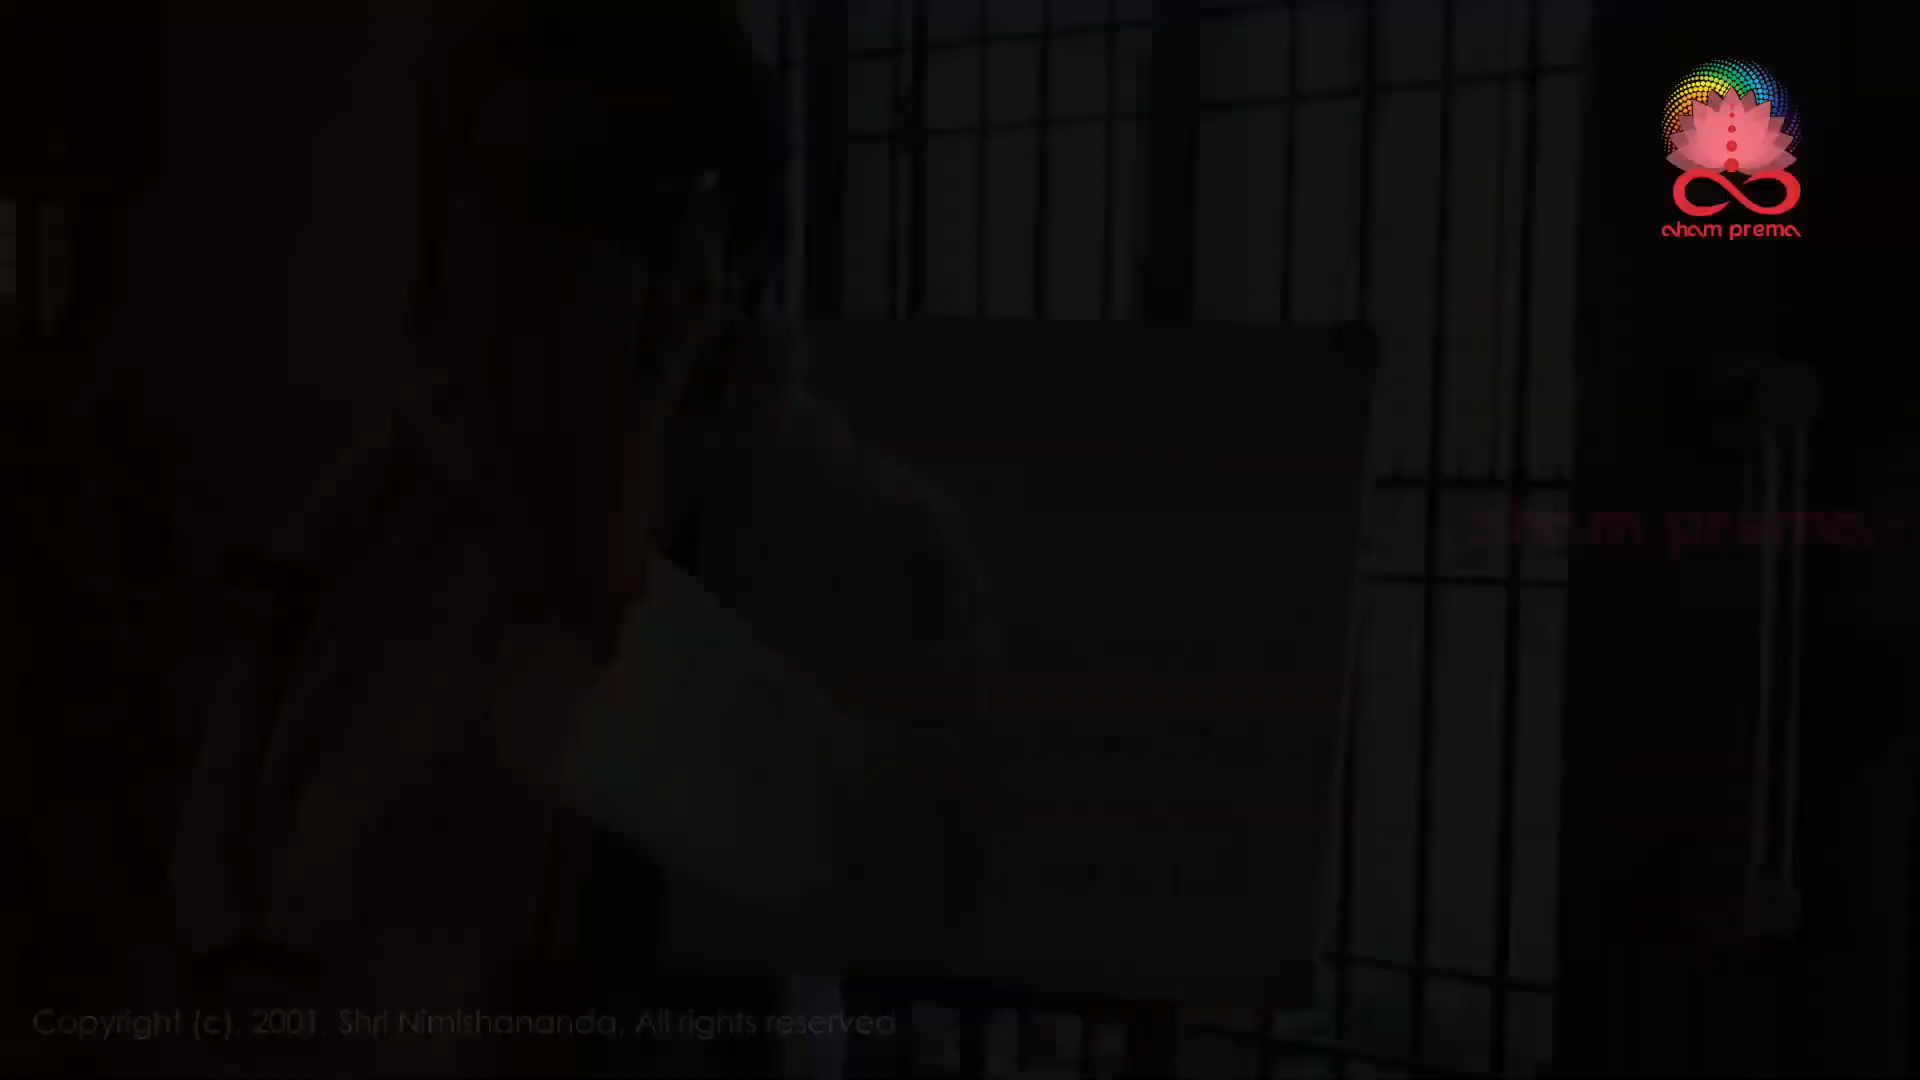 aham prema
aham prema
Copyright (c), 2001, Shri Nimishananda, All rights reserved